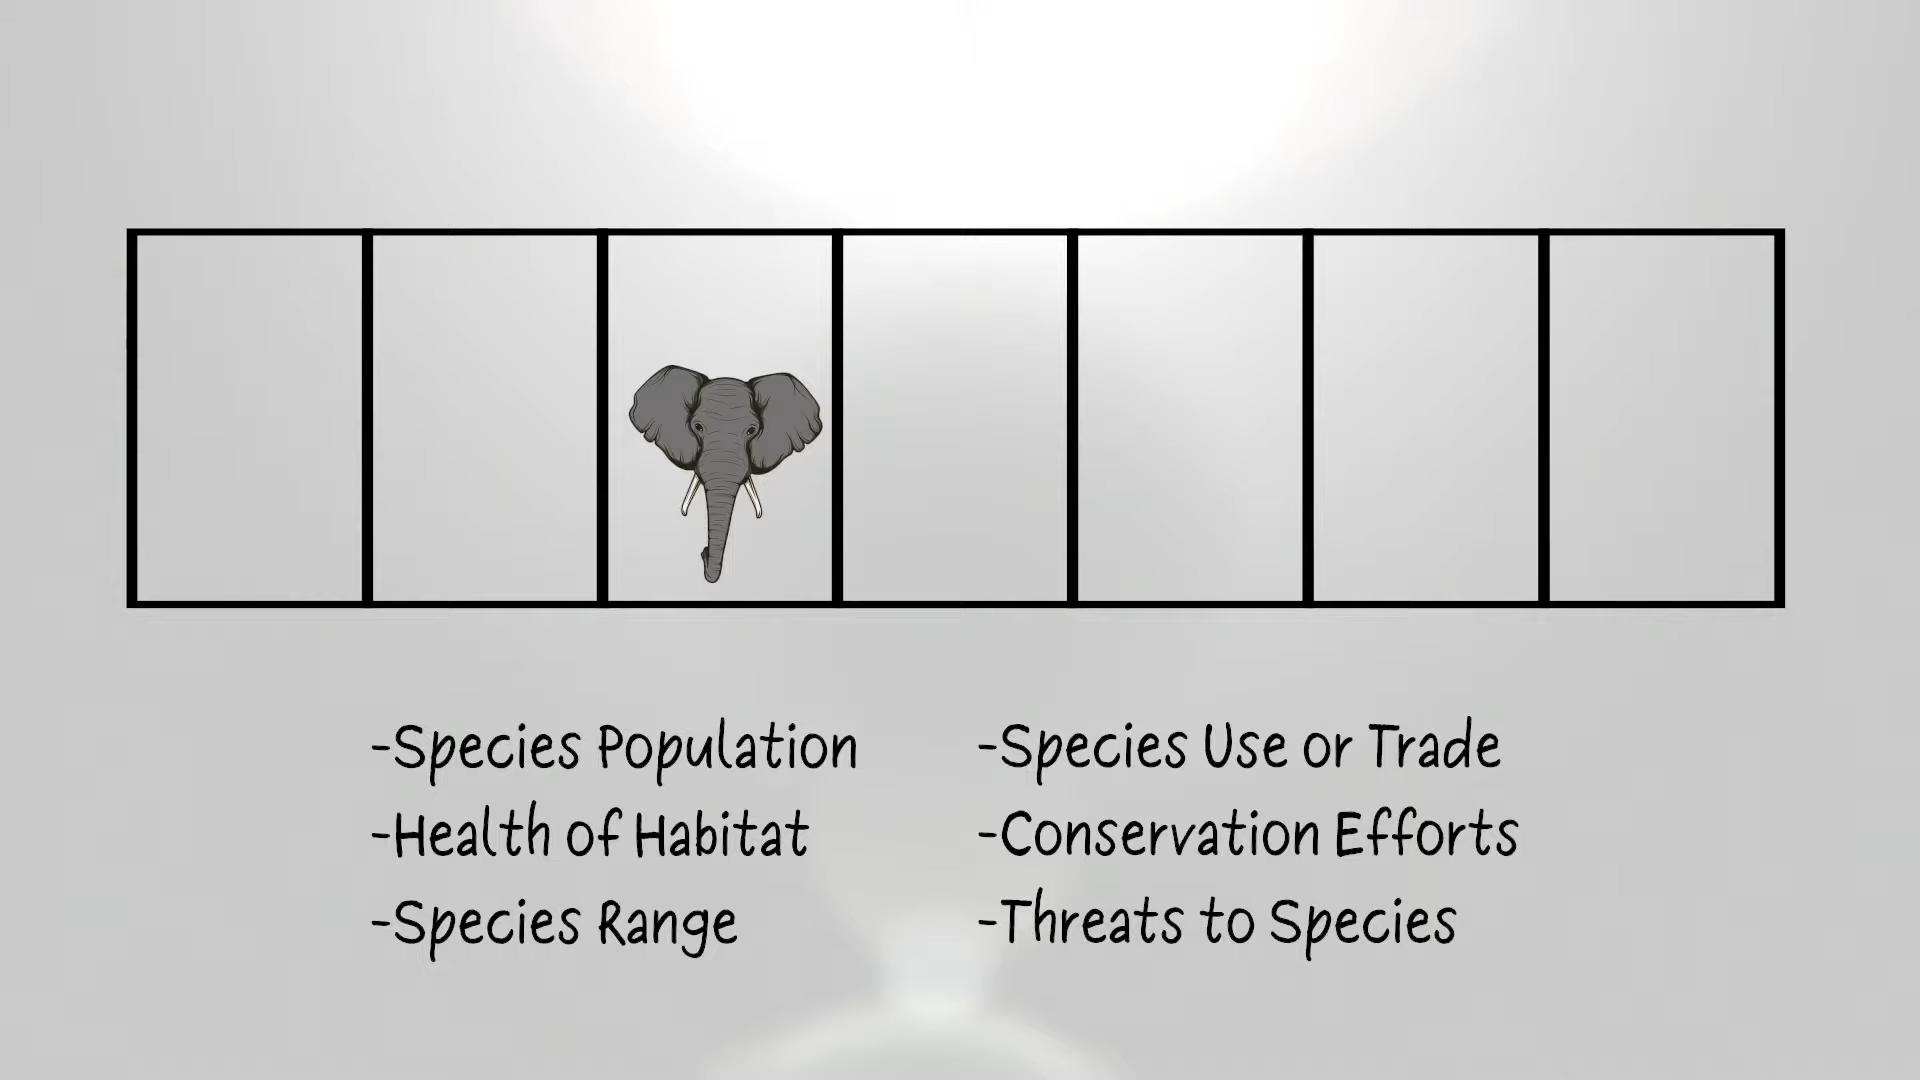 -Species Population
-Health of Habitat
-Species Range
-Species Use or Trade
-Conservation Efforts
-Threats to Species